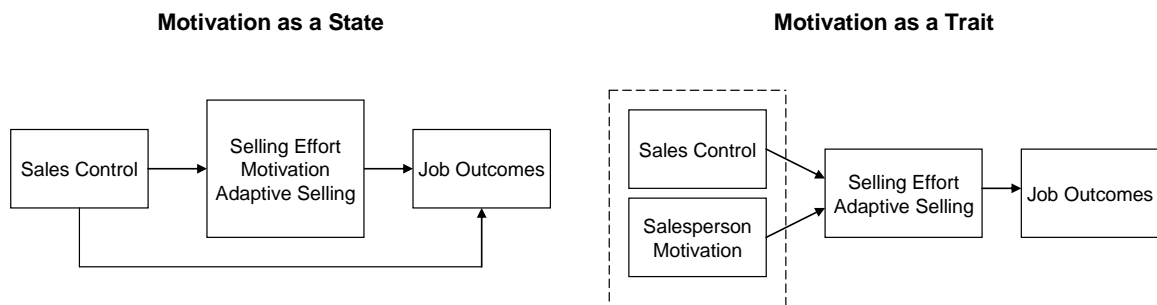 Motivation as a State
Sales Control
Selling Effort
Motivation
Adaptive Selling
Job Outcomes
Motivation as a Trait
Sales Control
Salesperson
Motivation
Selling Effort
Adaptive Selling
Job Outcomes